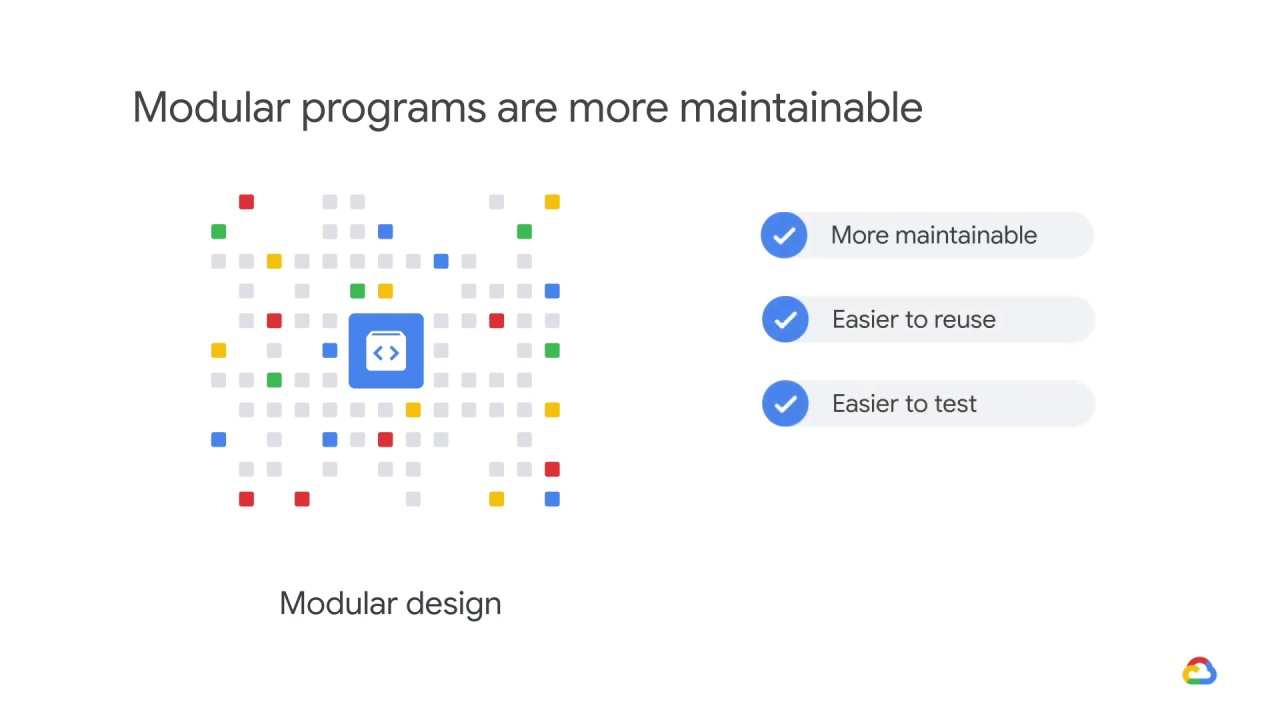 Modular programs are more maintainable
More maintainable
Easier to reuse
Easier to test
Modular design